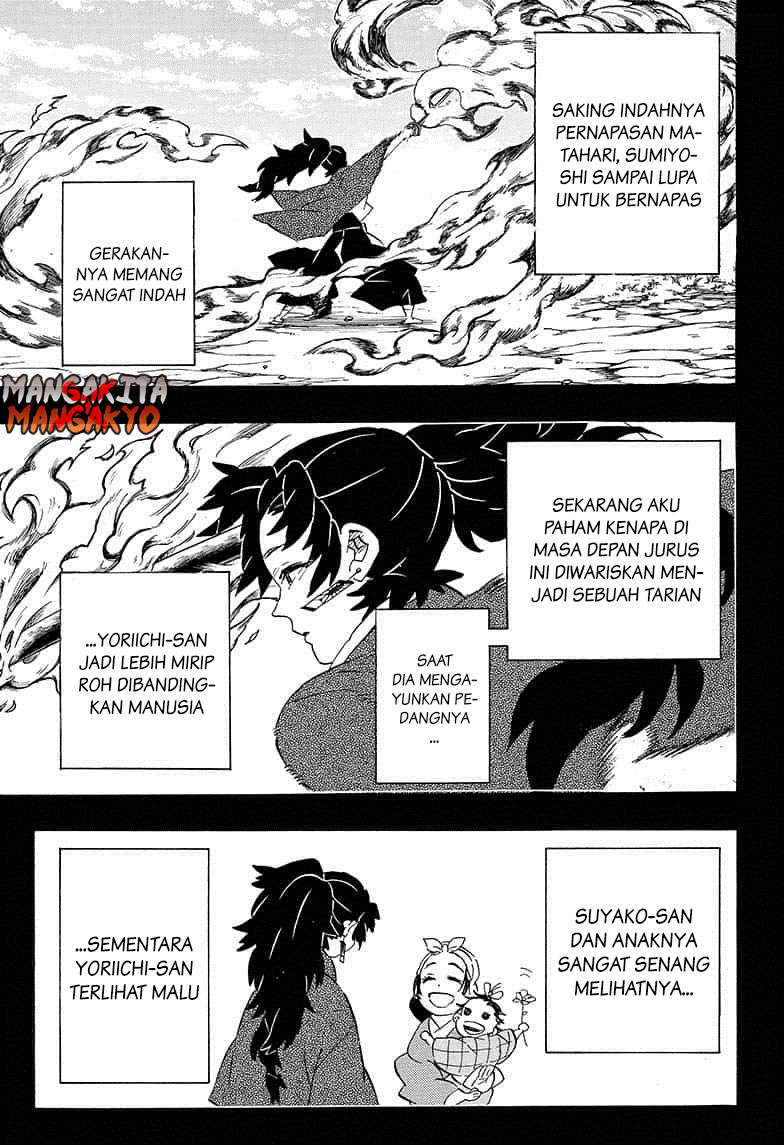 SAKING INDAHNYA
PERNAPASAN MA-
TAHARI, SUMIYO-
SHI SAMPAI LUPA
UNTUK BERNAPAS
GERAKAN-
NYA MEMANG
SANGAT INDAH
MANGAKITA
MANGAKYO
SEKARANG AKU
PAHAM KENAPA DI
MASA DEPAN JURUS
INI DIWARISKAN MEN-
JADI SEBUAH TARIAN
SAAT
DIA MENGA-
YUNKAN PE-
DANGNYA
...
...YORIICHI-SAN
JADI LEBIH MIRIP
ROH DIBANDING-
KAN MANUSIA
SUYAKO-SAN
DAN ANAKNYA
SANGAT SENANG
MELIHATNYA...
...SEMENTARA
YORIICHI-SAN
TERLIHAT MALU